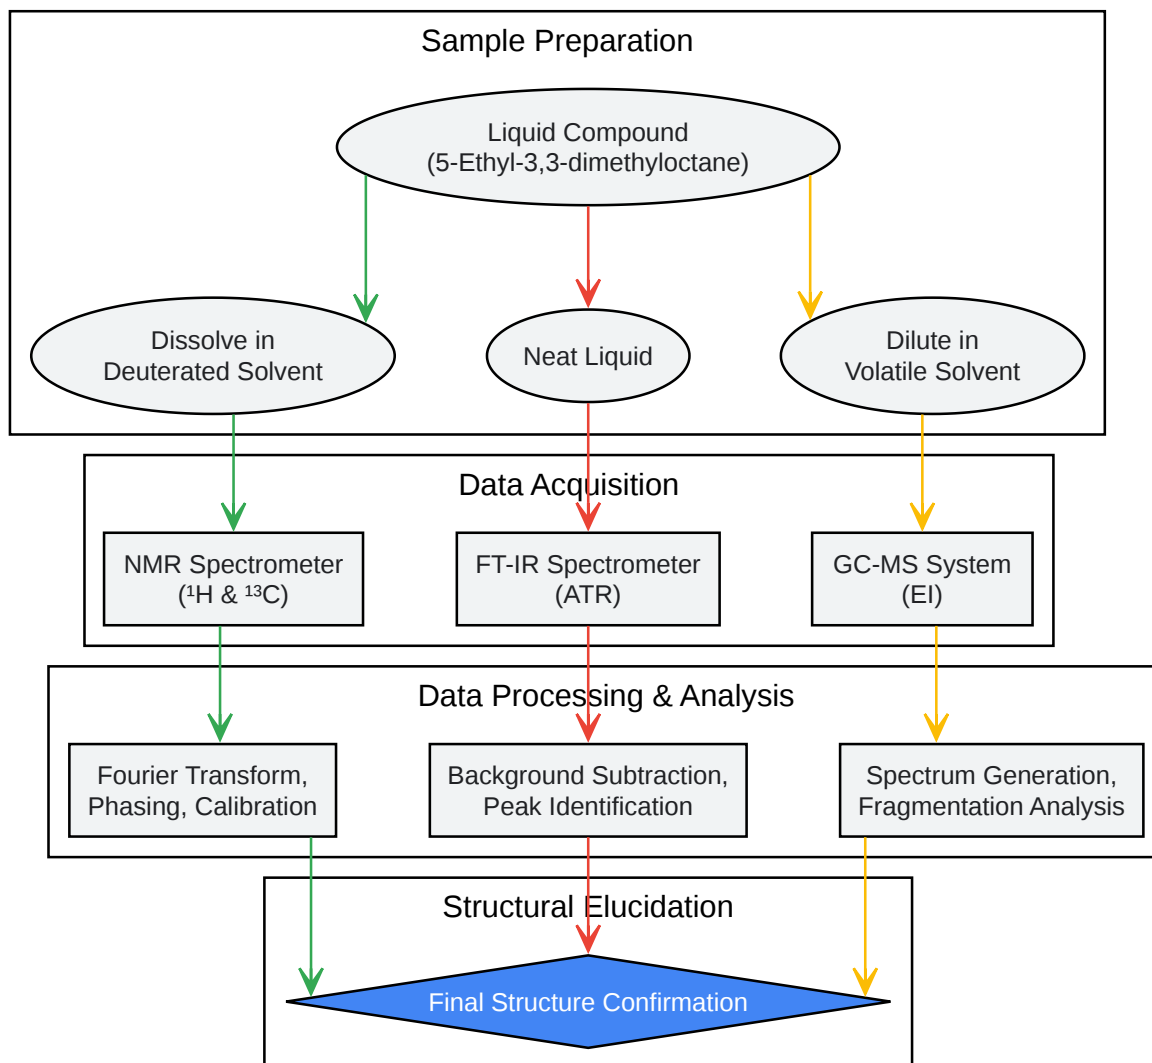 Sample Preparation
Liquid Compound
(5-Ethyl-3,3-dimethyloctane)
Dissolve in
Deuterated Solvent
Neat Liquid
Dilute in
Volatile Solvent
Data Acquisition
NMR Spectrometer
(¹H & ¹³C)
FT-IR Spectrometer
(ATR)
GC-MS System
(EI)
Data Processing & Analysis
Fourier Transform,
Phasing, Calibration
Background Subtraction,
Peak Identification
Spectrum Generation,
Fragmentation Analysis
Structural Elucidation
Final Structure Confirmation